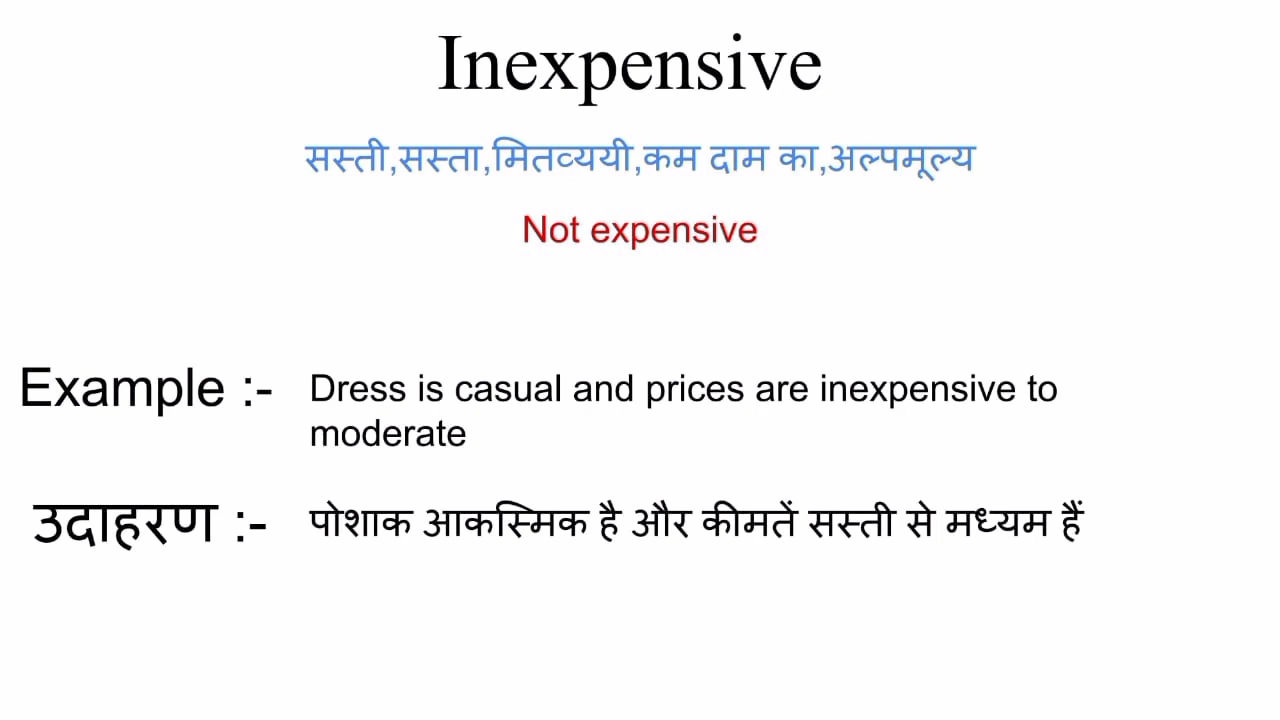 Inexpensive
सस्ती,सस्ता,मितव्ययी,कम दाम का,अल्पमूल्य
Not expensive
Example :- Dress is casual and prices are inexpensive to
moderate
उदाहरण :- पोशाक आकस्मिक है और कीमतें सस्ती से मध्यम हैं